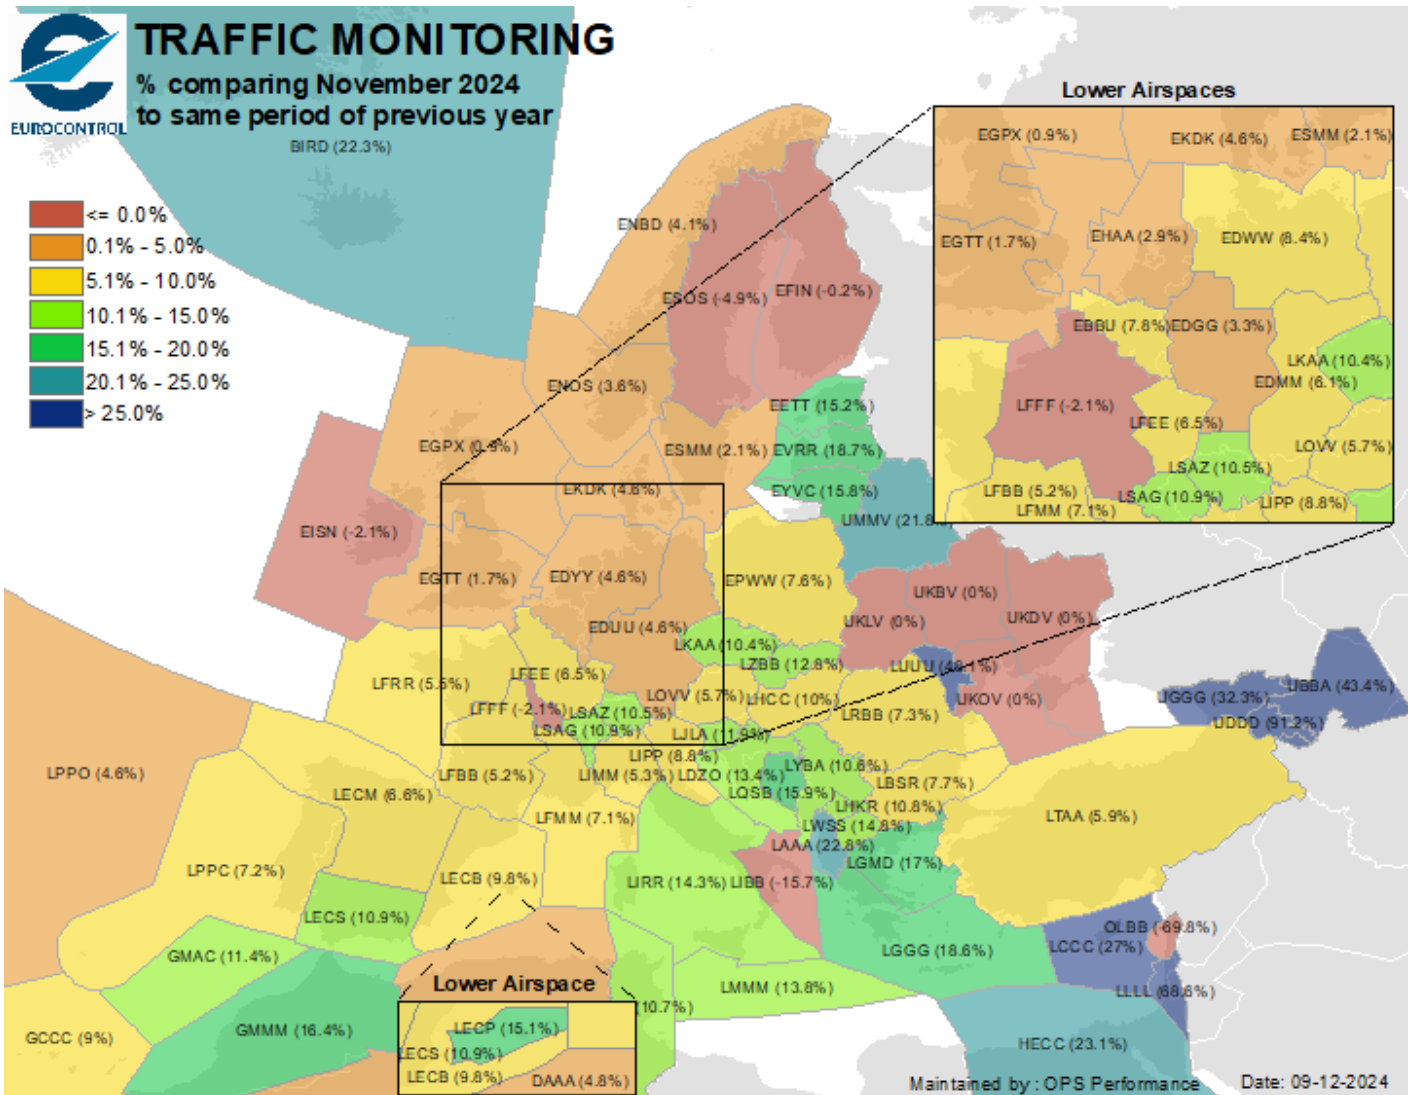 TRAFFIC MONITORING
% comparing November 2024
to same period of previous year
EUROCONTROL
BIRD (22.3%)
<= 0.0%
0.1% - 5.0%
5.1% - 10.0%
10.1% - 15.0%
15.1% - 20.0%
20.1% - 25.0%
> 25.0%
Lower Airspaces
EGPX (0.9%)
EKDK (4.6%)
ESMM (2.1%)
EGTT (1.7%)
EHAA (2.9%)
EDWW (8.4%)
EBBU (7.8%)
EDGG (3.3%)
LKAA (10.4%)
EDMM (6.1%)
LFFF (-2.1%)
LFEE (6.5%)
LOVV (5.7%)
LSAZ (10.5%)
LFBB (5.2%)
LSAG (10.9%)
LFMM (7.1%)
LIPP (8.8%)
ENBD (4.1%)
ESOS (-4.9%)
EFIN (-0.2%)
ENOS (3.6%)
EETT (15.2%)
EGPX (0.9%)
ESMM (2.1%)
EVRR (18.7%)
EKDK (4.6%)
EYVC (15.8%)
UMMV (21.8%)
EISN (-2.1%)
EGTT (1.7%)
EDYY (4.6%)
EPWW (7.6%)
UKBV (0%)
UKLV (0%)
UKDV (0%)
EDUU (4.6%)
LKAA (10.4%)
LZBB (12.8%)
LUUU (46.1%)
LFRR (5.5%)
LFEE (6.5%)
LOVV (5.7%)
LHCC (10%)
UKOV (0%)
UGGG (32.3%)
UBBA (43.4%)
LFFF (-2.1%)
LSAZ (10.5%)
LRBB (7.3%)
UDDD (91.2%)
LSAG (10.9%)
LJLA (11.9%)
LIPP (8.8%)
LPPO (4.6%)
LFBB (5.2%)
LIMM (5.3%)
LDZO (13.4%)
LYBA (10.6%)
LBSR (7.7%)
LECM (6.6%)
LQSB (15.9%)
LHKR (10.8%)
LFMM (7.1%)
LWSS (14.8%)
LTAA (5.9%)
LAAA (22.8%)
LPPC (7.2%)
LECB (9.8%)
LIRR (14.3%)
LIBB (-15.7%)
LGMD (17%)
LECS (10.9%)
OLBB (-69.8%)
LCCC (27%)
GMAC (11.4%)
LGGG (18.6%)
Lower Airspace
LMMM (13.8%)
LLLL (68.6%)
(10.7%)
GMMM (16.4%)
LECP (15.1%)
GCCC (9%)
LECS (10.9%)
HECC (23.1%)
LECB (9.8%)
DAAA (4.8%)
Maintained by : OPS Performance
Date: 09-12-2024